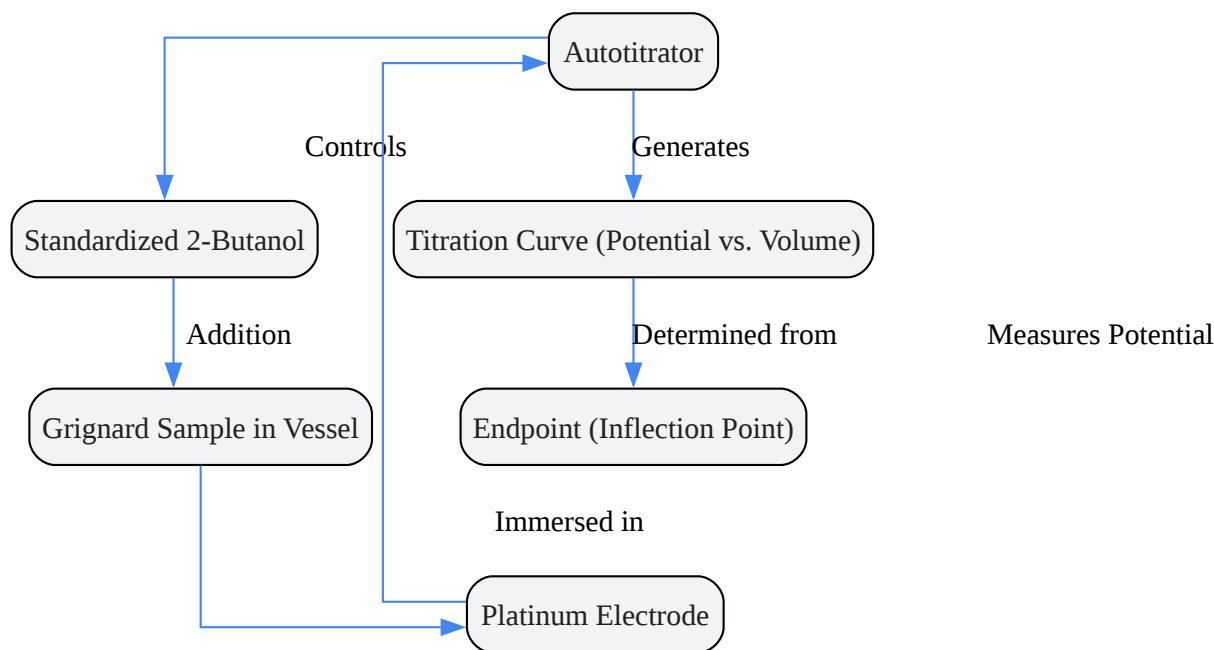 Autotitrator
Controls
Generates
Standardized 2-Butanol
Titration Curve (Potential vs. Volume)
Addition
Determined from
Measures Potential
Grignard Sample in Vessel
Endpoint (Inflection Point)
Immersed in
Platinum Electrode